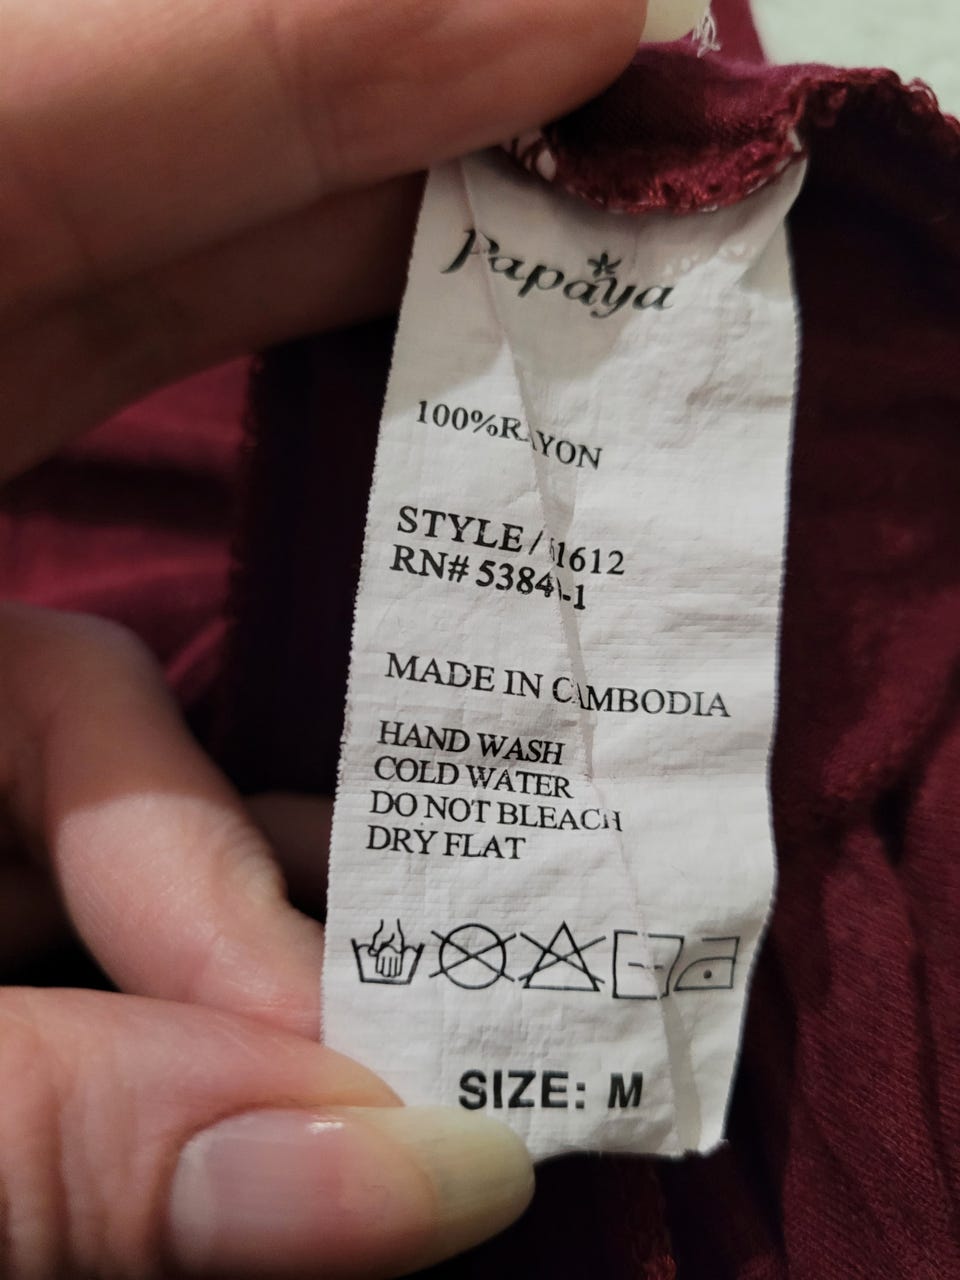 Papaya
100%RAYON
STYLE/
RN#
MADE IN CAMBODIA
HAND WASH
COLD WATER
DO NOT BLEACH
DRY FLAT
SIZE: M